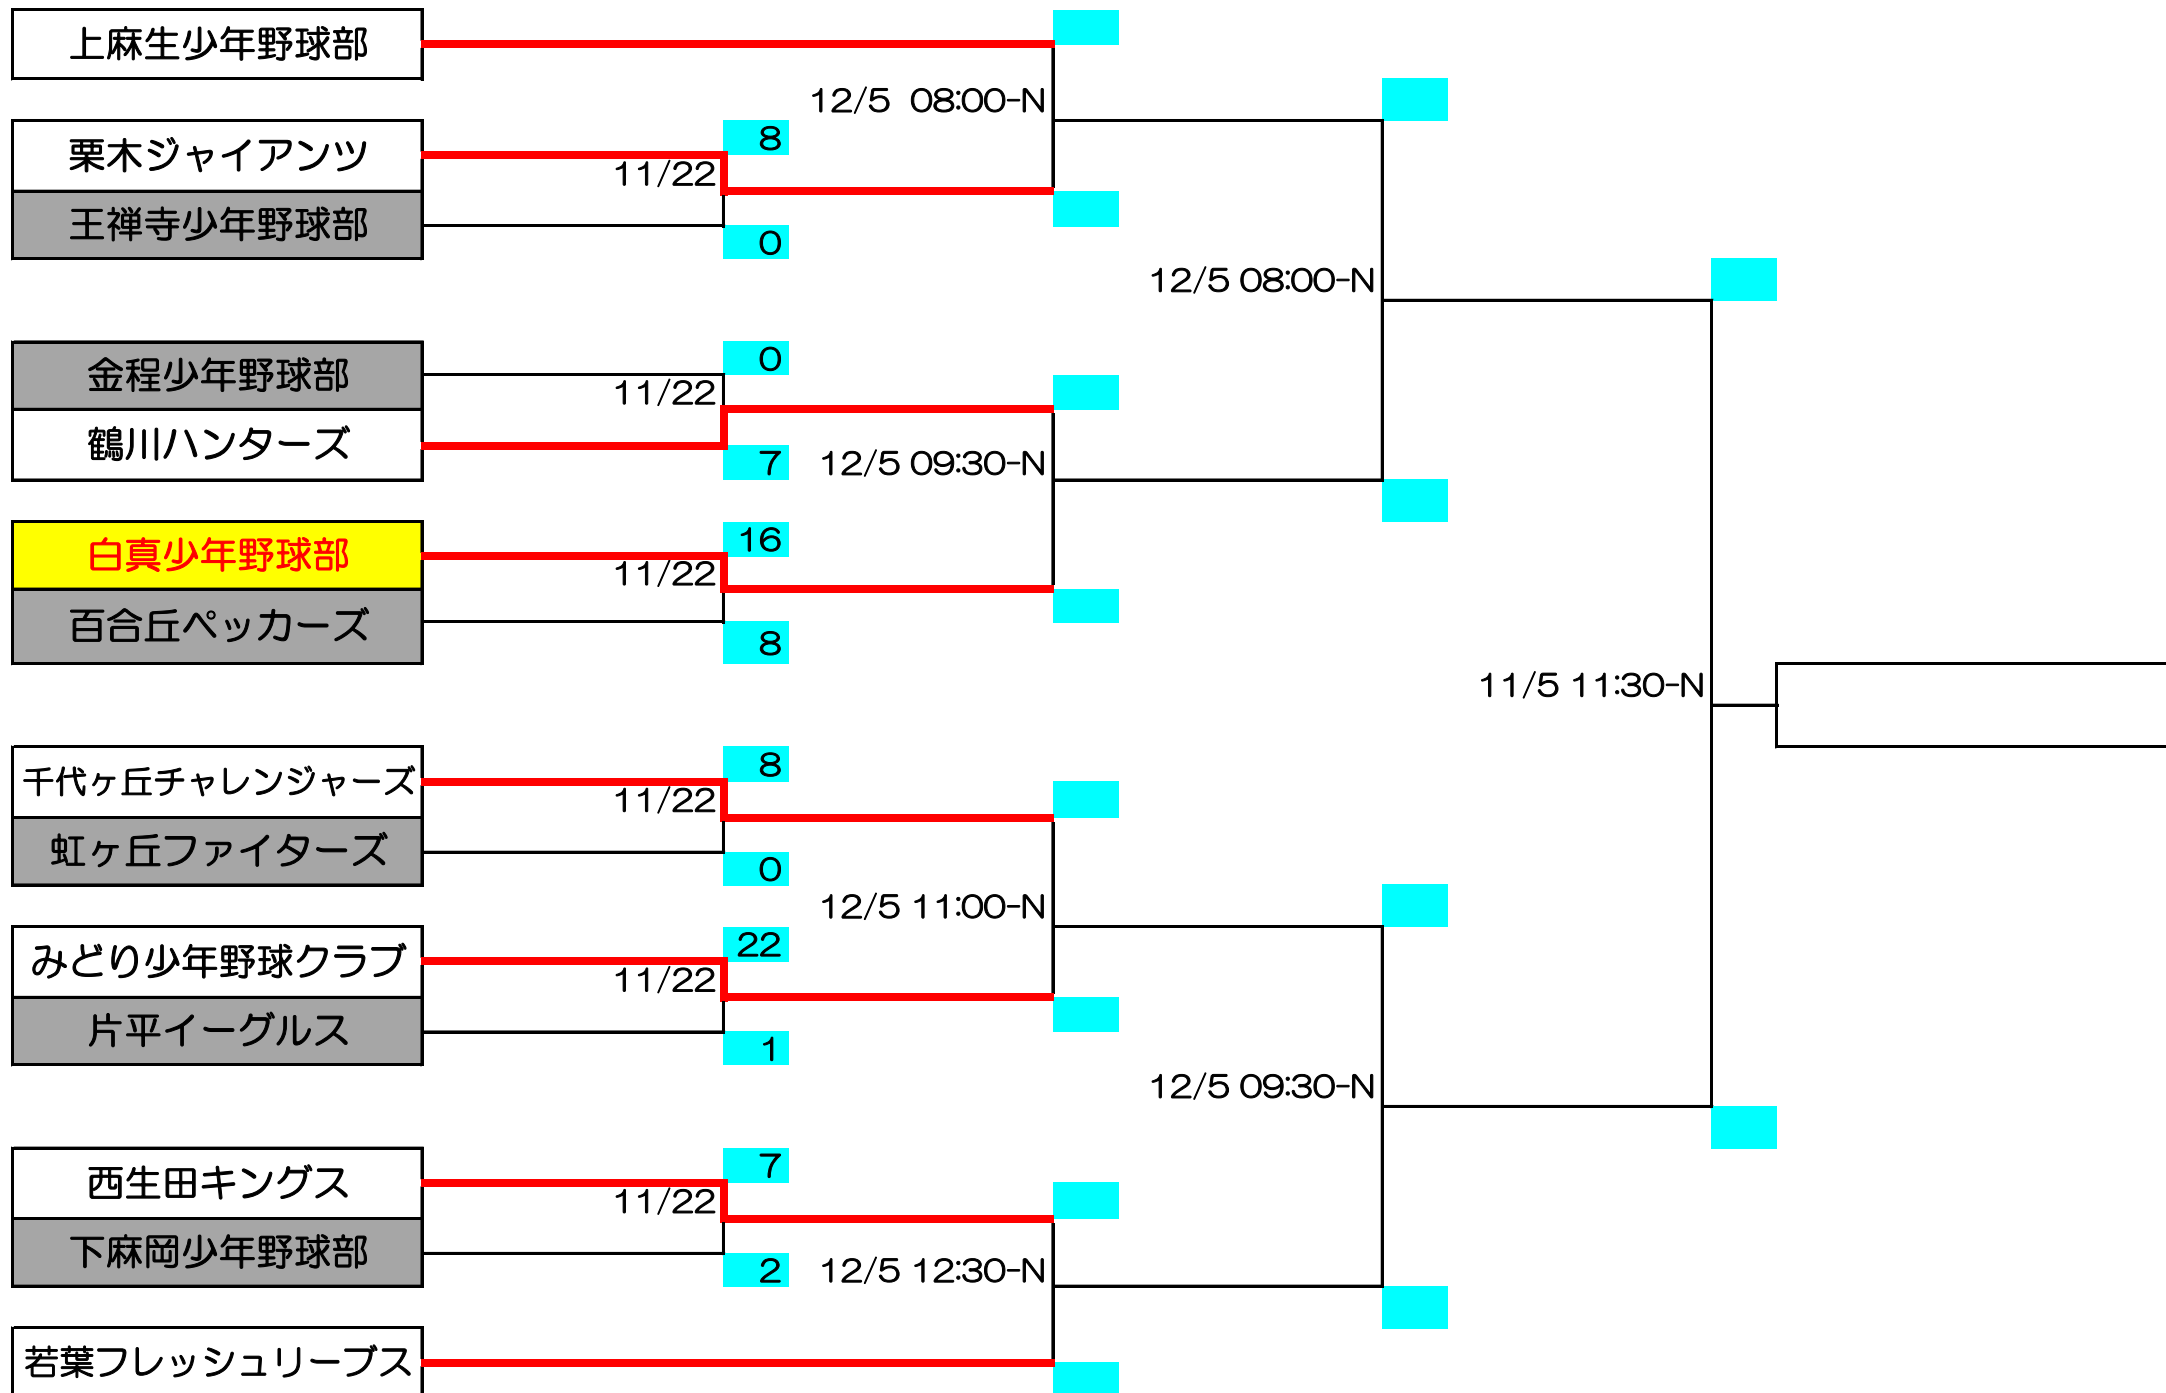 上麻生少年野球部
12/5 08:00-N
栗木ジャイアンツ
8
11/22
王禅寺少年野球部
0
12/5 08:00-N
金程少年野球部
0
11/22
鶴川ハンターズ
7
12/5 09:30-N
白真少年野球部
16
11/22
百合丘ペッカーズ
8
11/5 11:30-N
千代ヶ丘チャレンジャーズ
8
11/22
虹ヶ丘ファイターズ
0
12/5 11:00-N
みどり少年野球クラブ
22
11/22
片平イーグルス
1
12/5 09:30-N
西生田キングス
7
11/22
下麻岡少年野球部
2
12/5 12:30-N
若葉フレッシュリーブス